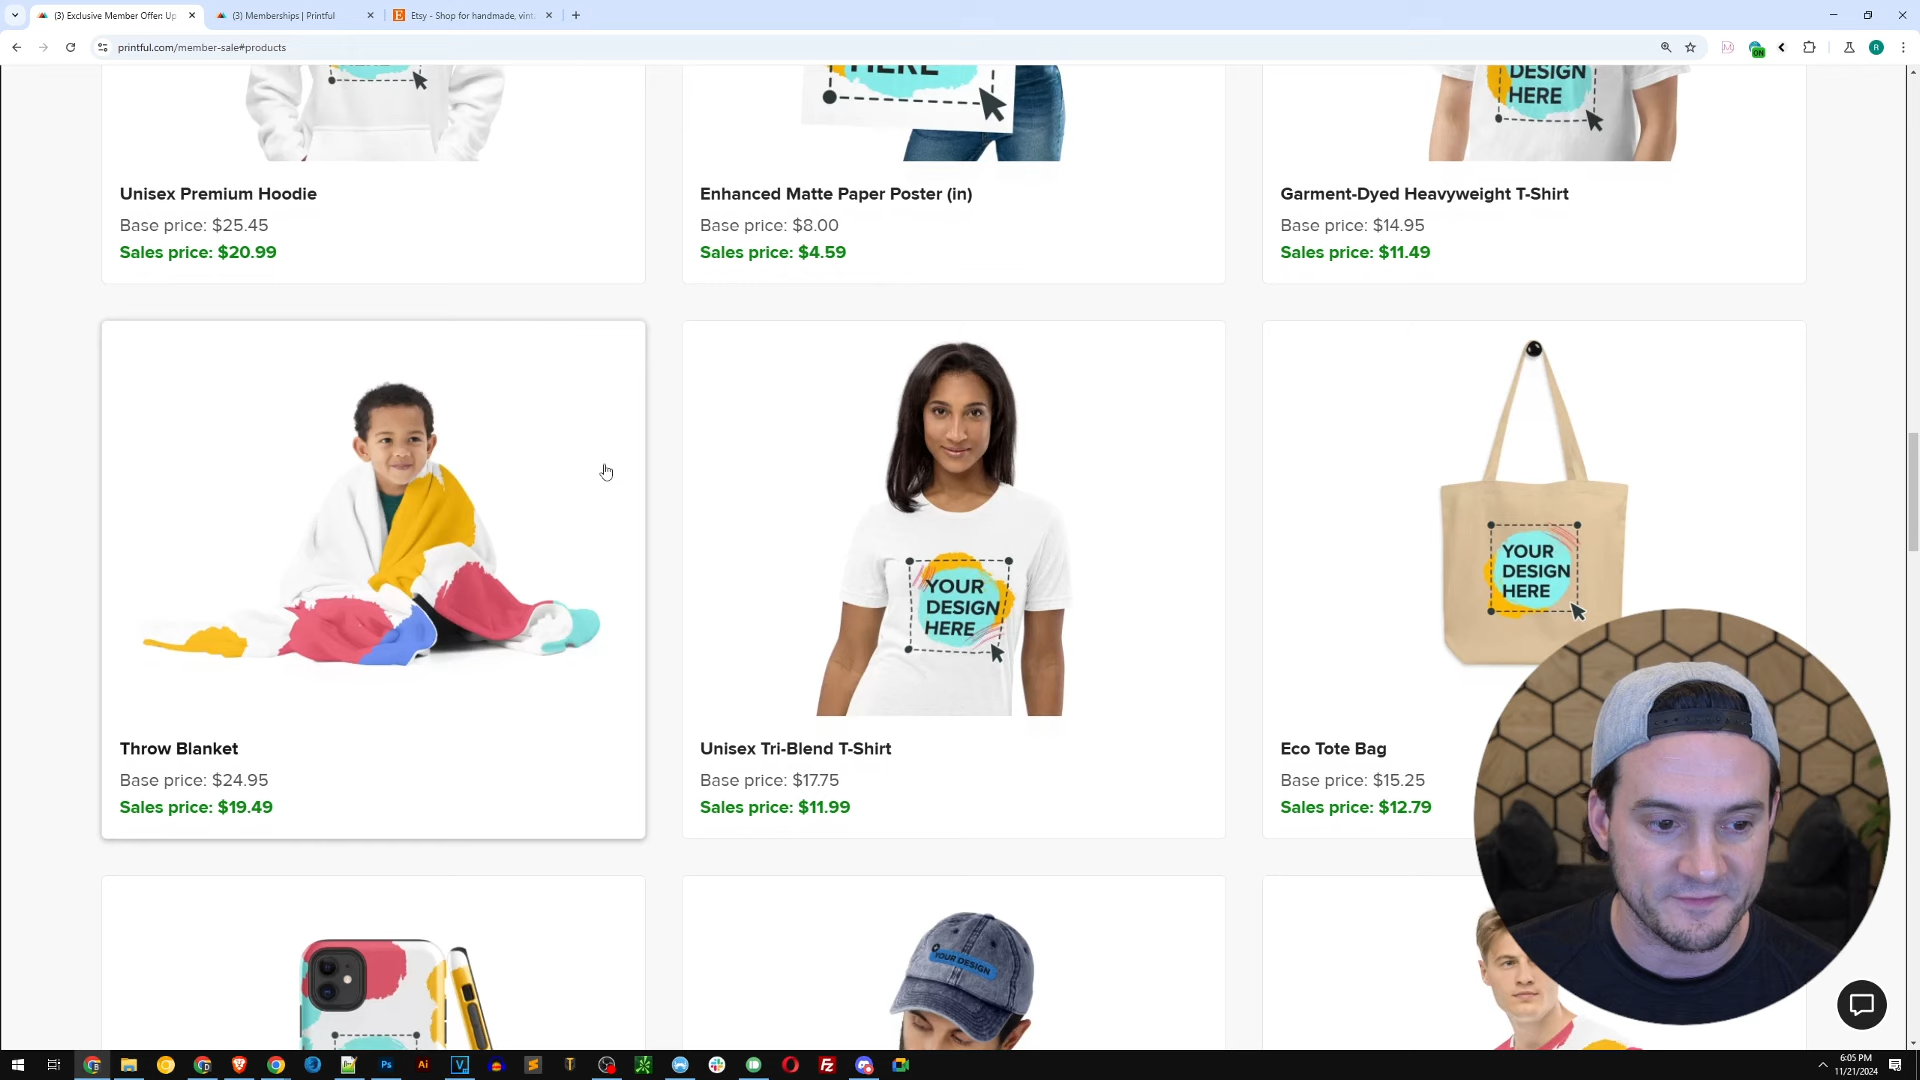 (3) Exclusive Member Offer: Up
(3) Memberships | Printful
Etsy - Shop for handmade, vint
printful.com/member-sale#products
ON
R
HERE
DESIGN
HERE
Unisex Premium Hoodie
Base price: $25.45
Sales price: $20.99
Enhanced Matte Paper Poster (in)
Base price: $8.00
Sales price: $4.59
Garment-Dyed Heavyweight T-Shirt
Base price: $14.95
Sales price: $11.49
YOUR
DESIGN
HERE
YOUR
DESIGN
HERE
Throw Blanket
Base price: $24.95
Sales price: $19.49
Unisex Tri-Blend T-Shirt
Base price: $17.75
Sales price: $11.99
Eco Tote Bag
Base price: $15.25
Sales price: $12.79
YOUR DESIGN
Ps
Ai
V
T
Fz
6:05 PM
11/21/2024